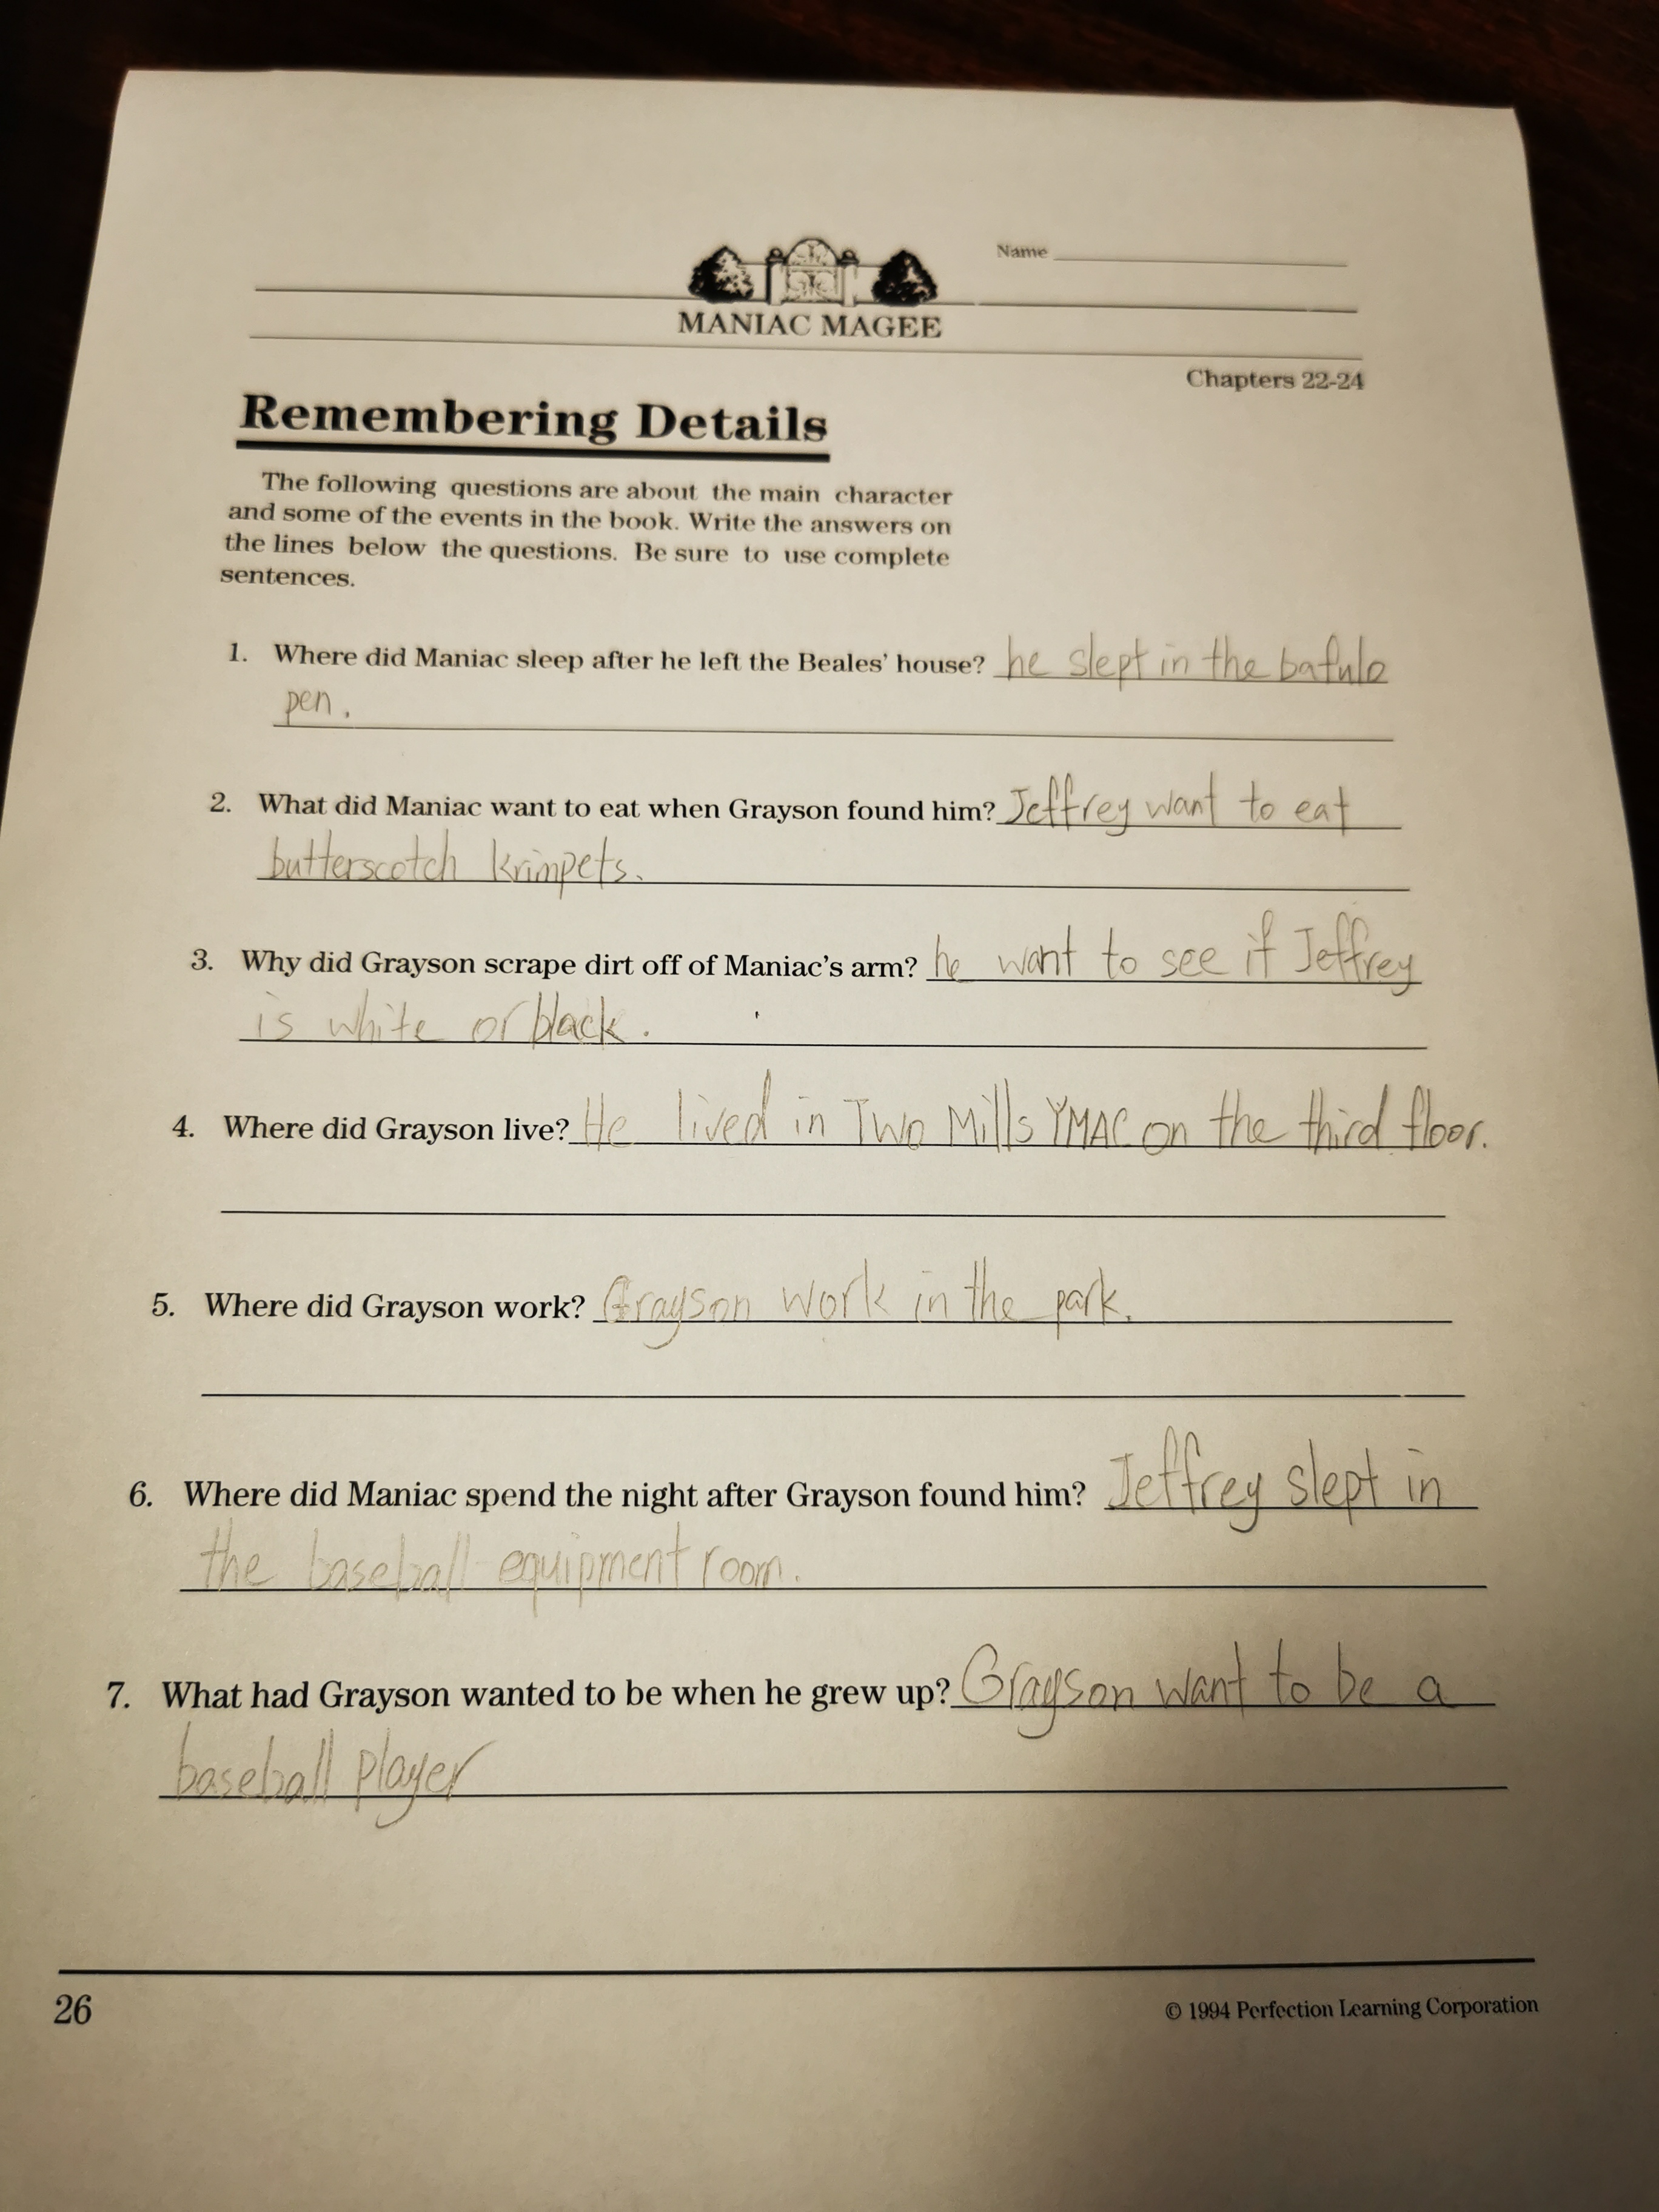 Name
MANIAC MAGEE
Chapters 22-24
Remembering Details
The following questions are about the main character
and some of the events in the book. Write the answers on
the lines below the questions. Be sure to use complete
sentences.
1. Where did Maniac sleep after he left the Beales' house? he slept in the bafulo
pen.
2. What did Maniac want to eat when Grayson found him? Jeffrey want to eat
butterscotch krimpets.
3. Why did Grayson scrape dirt off of Maniac's arm? he want to see if Jeffrey
is white or black.
4. Where did Grayson live? He lived in Two Mills YMAC on the third floor.
5. Where did Grayson work? Grayson work in the park.
6. Where did Maniac spend the night after Grayson found him? Jeffrey slept in
the baseball equipment room.
7. What had Grayson wanted to be when he grew up? Grayson want to be a
baseball player
26
© 1994 Perfection Learning Corporation